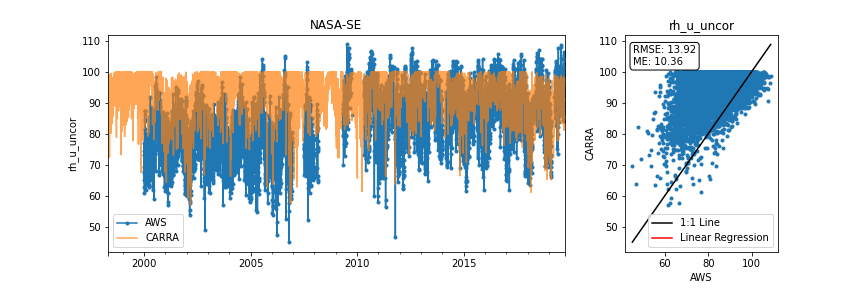 NASA-SE
rh_u_uncor
110
100
90
80
70
60
50
rh_u_uncor
AWS
CARRA
2000
2005
2010
2015
rh_u_uncor
RMSE: 13.92
ME: 10.36
110
100
90
80
70
60
50
CARRA
1:1 Line
Linear Regression
60
80
100
AWS